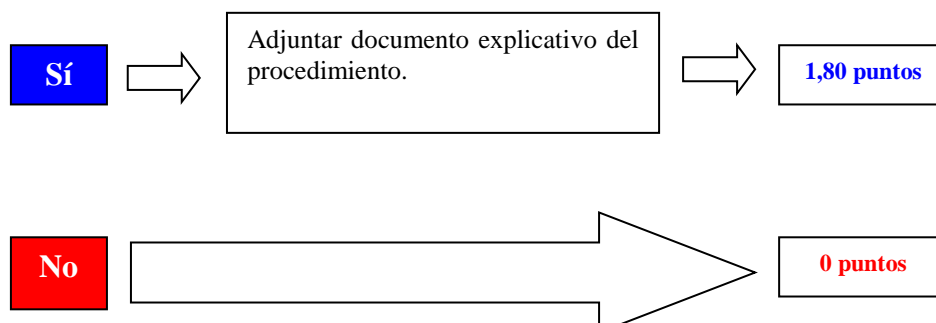 Sí
Adjuntar documento explicativo del
procedimiento.
1,80 puntos
No
0 puntos